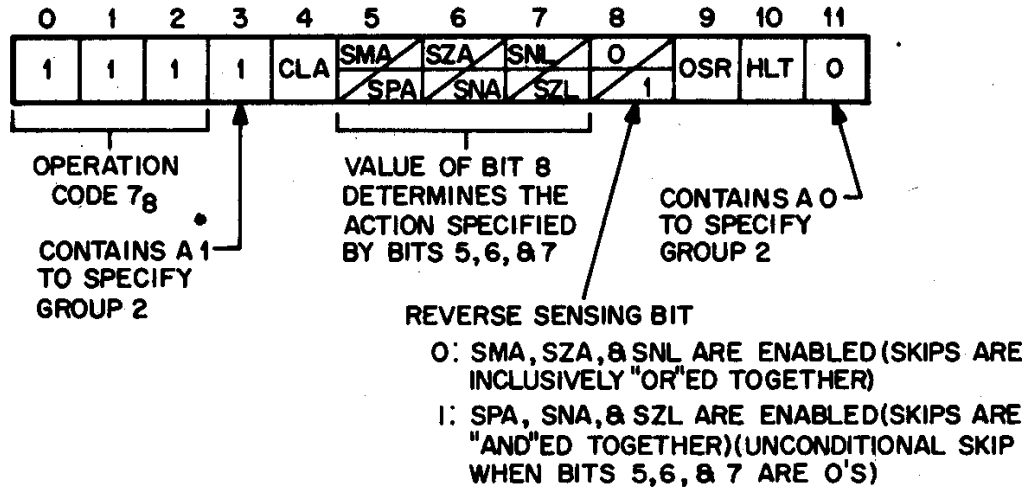 0 1 2 3 4 5 6 7 8 9 10 11
1 1 1 1 CLA SMA SZA SNL 0 OSR HLT 0
SPA SNA SZL 1
OPERATION
CODE 7₈
CONTAINS A 1
TO SPECIFY
GROUP 2
VALUE OF BIT 8
DETERMINES THE
ACTION SPECIFIED
BY BITS 5,6, & 7
CONTAINS A 0
TO SPECIFY
GROUP 2
REVERSE SENSING BIT
0: SMA, SZA, & SNL ARE ENABLED (SKIPS ARE
INCLUSIVELY "OR"ED TOGETHER)
1: SPA, SNA, & SZL ARE ENABLED (SKIPS ARE
"AND"ED TOGETHER) (UNCONDITIONAL SKIP
WHEN BITS 5,6, & 7 ARE 0'S)